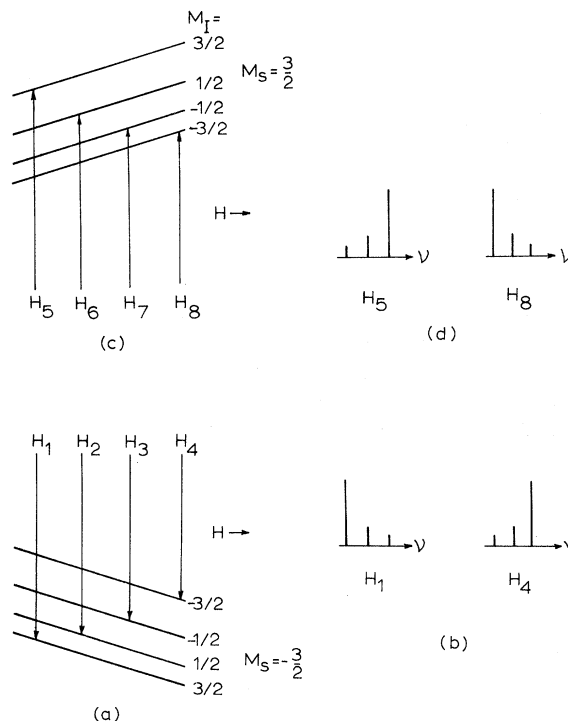 M_I=
3/2
1/2 M_S = 3/2
-1/2
-3/2
H →
H_5 H_6 H_7 H_8
(c)
ν ν
H_5 H_8
(d)
H_1 H_2 H_3 H_4
H →
-3/2
-1/2
1/2 M_S = -3/2
3/2
(a)
ν ν
H_1 H_4
(b)